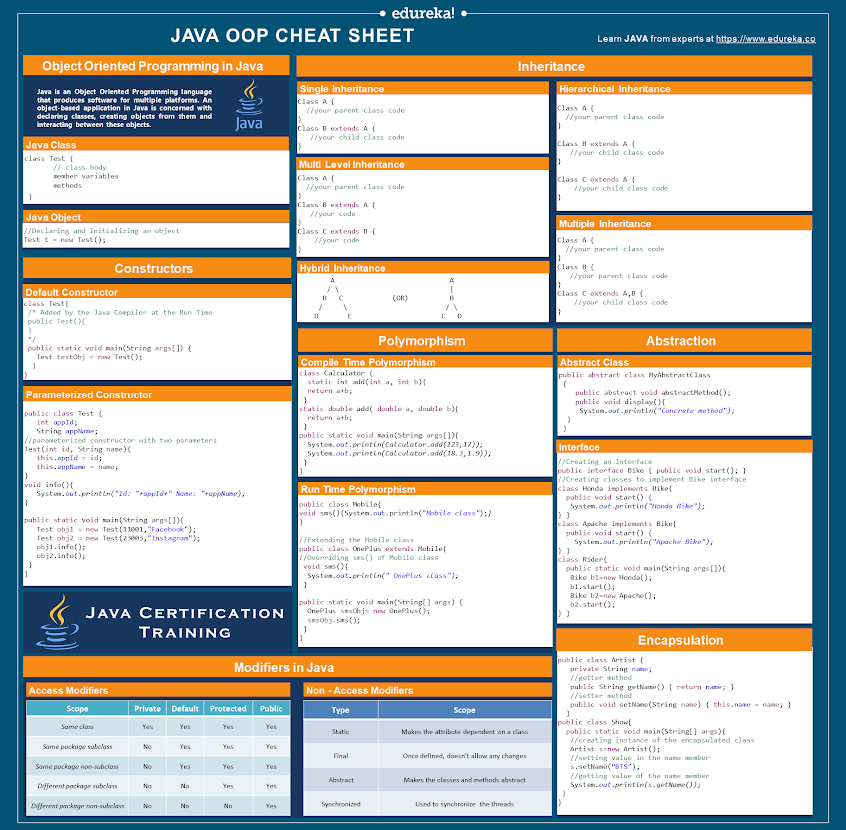 edureka!
JAVA OOP CHEAT SHEET
Learn JAVA from experts at https://www.edureka.co
Object Oriented Programming in Java
Java is an Object Oriented Programming language
that produces software for multiple platforms. An
object-based application in Java is concerned with
declaring classes, creating objects from them and
interacting between these objects.
Java
Java Class
class Test {
// class body
member variables
methods
}
Java Object
//Declaring and Initializing an object
Test t = new Test();
Constructors
Default Constructor
class Test{
/* Added by the Java Compiler at the Run Time
public Test(){
}
*/
public static void main(String args[]) {
Test testObj = new Test();
}
}
Parameterized Constructor
public class Test {
int appId;
String appName;
//parameterized constructor with two parameters
Test(int id, String name){
this.appId = id;
this.appName = name;
}
void info(){
System.out.println("Id: "+appId+" Name: "+appName);
}
public static void main(String args[]){
Test obj1 = new Test(11001,"Facebook");
Test obj2 = new Test(23003,"Instagram");
obj1.info();
obj2.info();
}
}
JAVA CERTIFICATION
TRAINING
Inheritance
Single Inheritance
Class A {
//your parent class code
}
Class B extends A {
//your child class code
}
Multi Level Inheritance
Class A {
//your parent class code
}
Class B extends A {
//your code
}
Class C extends B {
//your code
}
Hybrid Inheritance
A A
/ \ |
B C (OR) B
/ \ / \
D E C D
Hierarchical Inheritance
Class A {
//your parent class code
}
Class B extends A {
//your child class code
}
Class C extends A {
//your child class code
}
Multiple Inheritance
Class A {
//your parent class code
}
Class B {
//your parent class code
}
Class C extends A,B {
//your child class code
}
Polymorphism
Compile Time Polymorphism
class Calculator {
static int add(int a, int b){
return a+b;
}
static double add( double a, double b){
return a+b;
}
public static void main(String args[]){
System.out.println(Calculator.add(123,17));
System.out.println(Calculator.add(18.3,1.9));
}
}
Run Time Polymorphism
public class Mobile{
void sms(){System.out.println("Mobile class");}
}
//Extending the Mobile class
public class OnePlus extends Mobile{
//Overriding sms() of Mobile class
void sms(){
System.out.println(" OnePlus class");
}
public static void main(String[] args) {
OnePlus smsObj= new OnePlus();
smsObj.sms();
}
}
Abstraction
Abstract Class
public abstract class MyAbstractClass
{
public abstract void abstractMethod();
public void display(){
System.out.println("Concrete method");
}
}
Interface
//Creating an Interface
public interface Bike { public void start(); }
//Creating classes to implement Bike interface
class Honda implements Bike{
public void start() {
System.out.println("Honda Bike");
} }
class Apache implements Bike{
public void start() {
System.out.println("Apache Bike");
} }
class Rider{
public static void main(String args[]){
Bike b1=new Honda();
b1.start();
Bike b2=new Apache();
b2.start();
} }
Encapsulation
public class Artist {
private String name;
//getter method
public String getName() { return name; }
//setter method
public void setName(String name) { this.name = name; }
}
public class Show{
public static void main(String[] args){
//creating instance of the encapsulated class
Artist s=new Artist();
//setting value in the name member
s.setName("BTS");
//getting value of the name member
System.out.println(s.getName());
}
}
Modifiers in Java
Access Modifiers
Scope Private Default Protected Public
Same class Yes Yes Yes Yes
Same package subclass No Yes Yes Yes
Same package non-subclass No Yes Yes Yes
Different package subclass No No Yes Yes
Different package non-subclass No No No Yes
Non - Access Modifiers
Type Scope
Static Makes the attribute dependent on a class
Final Once defined, doesn't allow any changes
Abstract Makes the classes and methods abstract
Synchronized Used to synchronize the threads